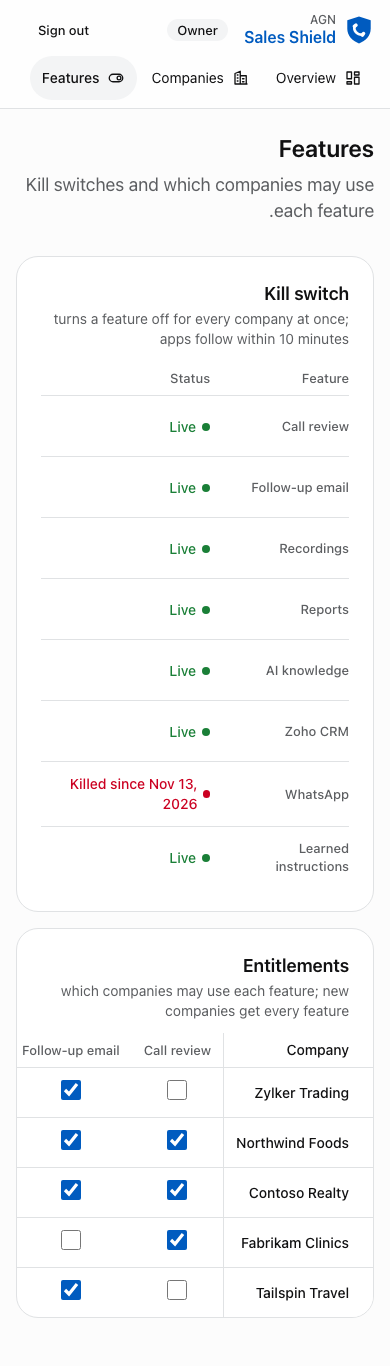 AGN
Sales Shield
Owner
Sign out
Overview
Companies
Features
Features
Kill switches and which companies may use
.each feature
Kill switch
turns a feature off for every company at once;
apps follow within 10 minutes
Feature Status
Call review Live
Follow-up email Live
Recordings Live
Reports Live
AI knowledge Live
Zoho CRM Live
WhatsApp Killed since Nov 13,
2026
Learned
instructions Live
Entitlements
which companies may use each feature; new
companies get every feature
Company Call review Follow-up email
Zylker Trading
Northwind Foods
Contoso Realty
Fabrikam Clinics
Tailspin Travel